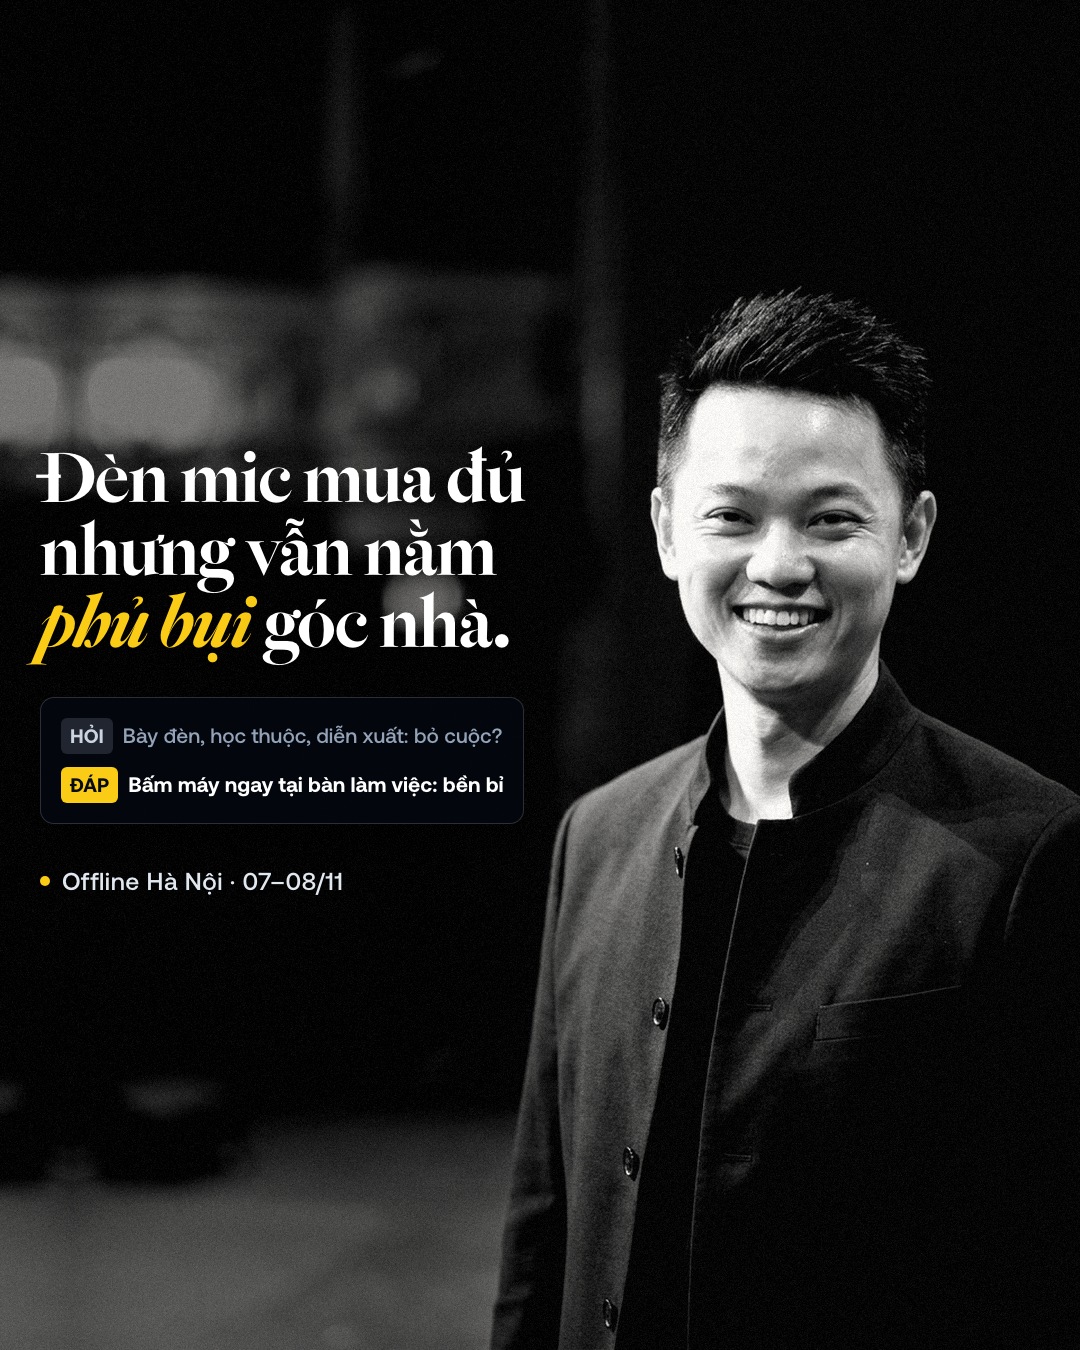 Đèn mic mua đủ
nhưng vẫn nằm
phủ bụi góc nhà.
HỎI Bày đèn, học thuộc, diễn xuất: bỏ cuộc?
ĐÁP Bấm máy ngay tại bàn làm việc: bền bỉ
Offline Hà Nội · 07–08/11